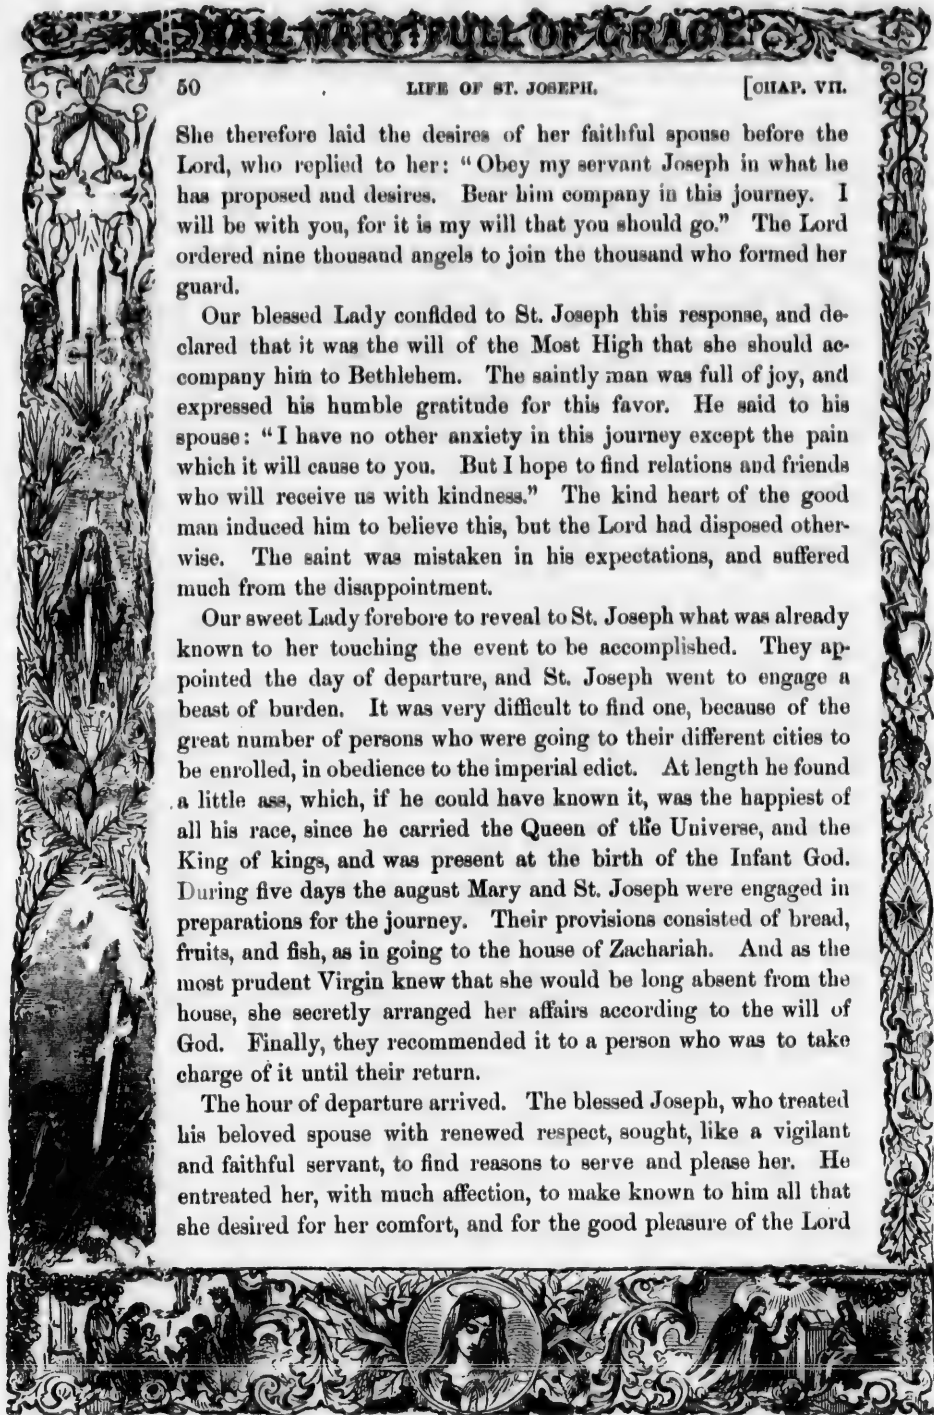 HAIL MARY! FULL OF GRACE
50 LIFE OF ST. JOSEPH. [CHAP. VII.
She therefore laid the desires of her faithful spouse before the
Lord, who replied to her: “Obey my servant Joseph in what he
has proposed and desires. Bear him company in this journey. I
will be with you, for it is my will that you should go.” The Lord
ordered nine thousand angels to join the thousand who formed her
guard.
Our blessed Lady confided to St. Joseph this response, and de-
clared that it was the will of the Most High that she should ac-
company him to Bethlehem. The saintly man was full of joy, and
expressed his humble gratitude for this favor. He said to his
spouse: “I have no other anxiety in this journey except the pain
which it will cause to you. But I hope to find relations and friends
who will receive us with kindness.” The kind heart of the good
man induced him to believe this, but the Lord had disposed other-
wise. The saint was mistaken in his expectations, and suffered
much from the disappointment.
Our sweet Lady forebore to reveal to St. Joseph what was already
known to her touching the event to be accomplished. They ap-
pointed the day of departure, and St. Joseph went to engage a
beast of burden. It was very difficult to find one, because of the
great number of persons who were going to their different cities to
be enrolled, in obedience to the imperial edict. At length he found
a little ass, which, if he could have known it, was the happiest of
all his race, since he carried the Queen of the Universe, and the
King of kings, and was present at the birth of the Infant God.
During five days the august Mary and St. Joseph were engaged in
preparations for the journey. Their provisions consisted of bread,
fruits, and fish, as in going to the house of Zachariah. And as the
most prudent Virgin knew that she would be long absent from the
house, she secretly arranged her affairs according to the will of
God. Finally, they recommended it to a person who was to take
charge of it until their return.
The hour of departure arrived. The blessed Joseph, who treated
his beloved spouse with renewed respect, sought, like a vigilant
and faithful servant, to find reasons to serve and please her. He
entreated her, with much affection, to make known to him all that
she desired for her comfort, and for the good pleasure of the Lord